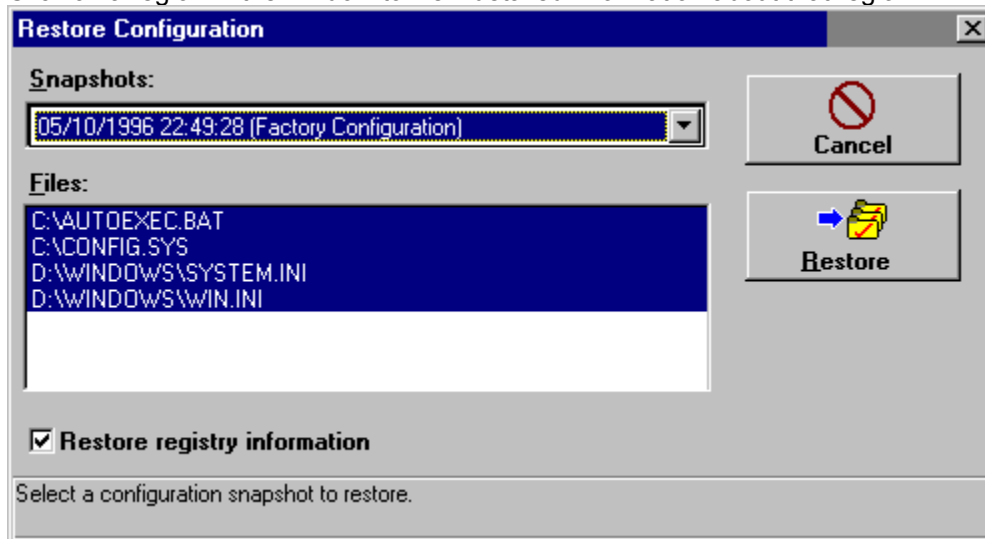 Restore Configuration
Snapshots:
05/10/1996 22:49:28 (Factory Configuration)
Cancel
Files:
C:\AUTOEXEC.BAT
C:\CONFIG.SYS
D:\WINDOWS\SYSTEM.INI
D:\WINDOWS\WIN.INI
Restore
Restore registry information
Select a configuration snapshot to restore.